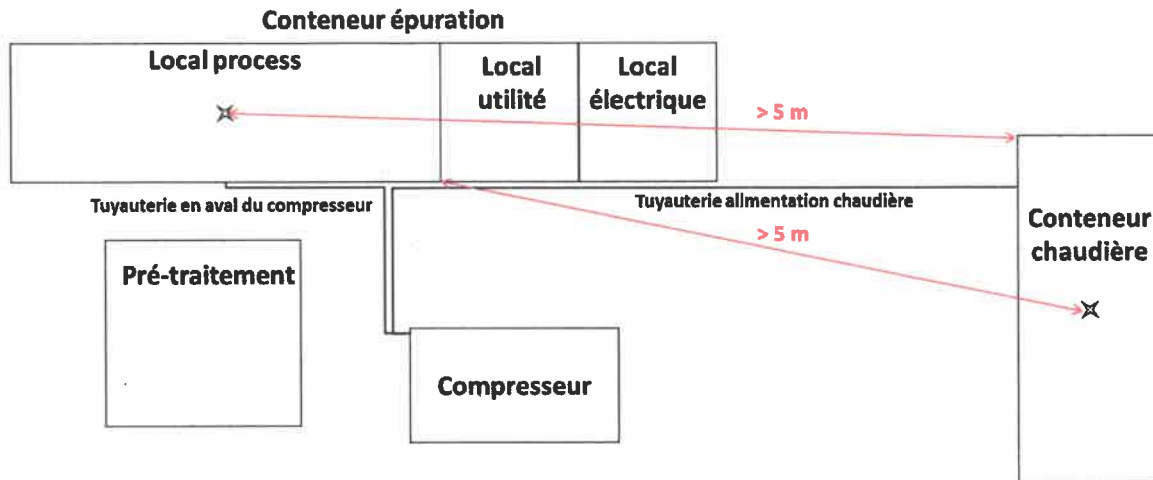 Conteneur épuration
Local process
Local
utilité
Local
électrique
> 5 m
Tuyauterie en aval du compresseur
Tuyauterie alimentation chaudière
> 5 m
Conteneur
chaudière
Pré-traitement
Compresseur